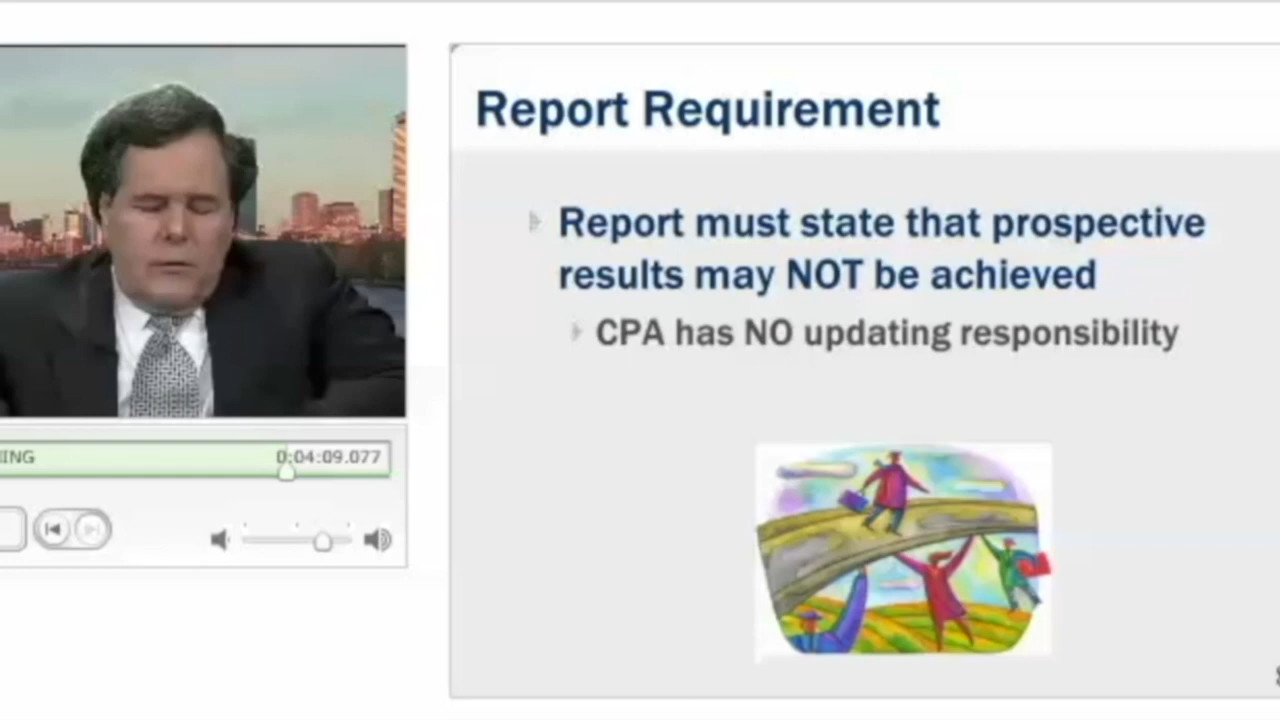 Report Requirement
Report must state that prospective
results may NOT be achieved
CPA has NO updating responsibility
0:04:09.077